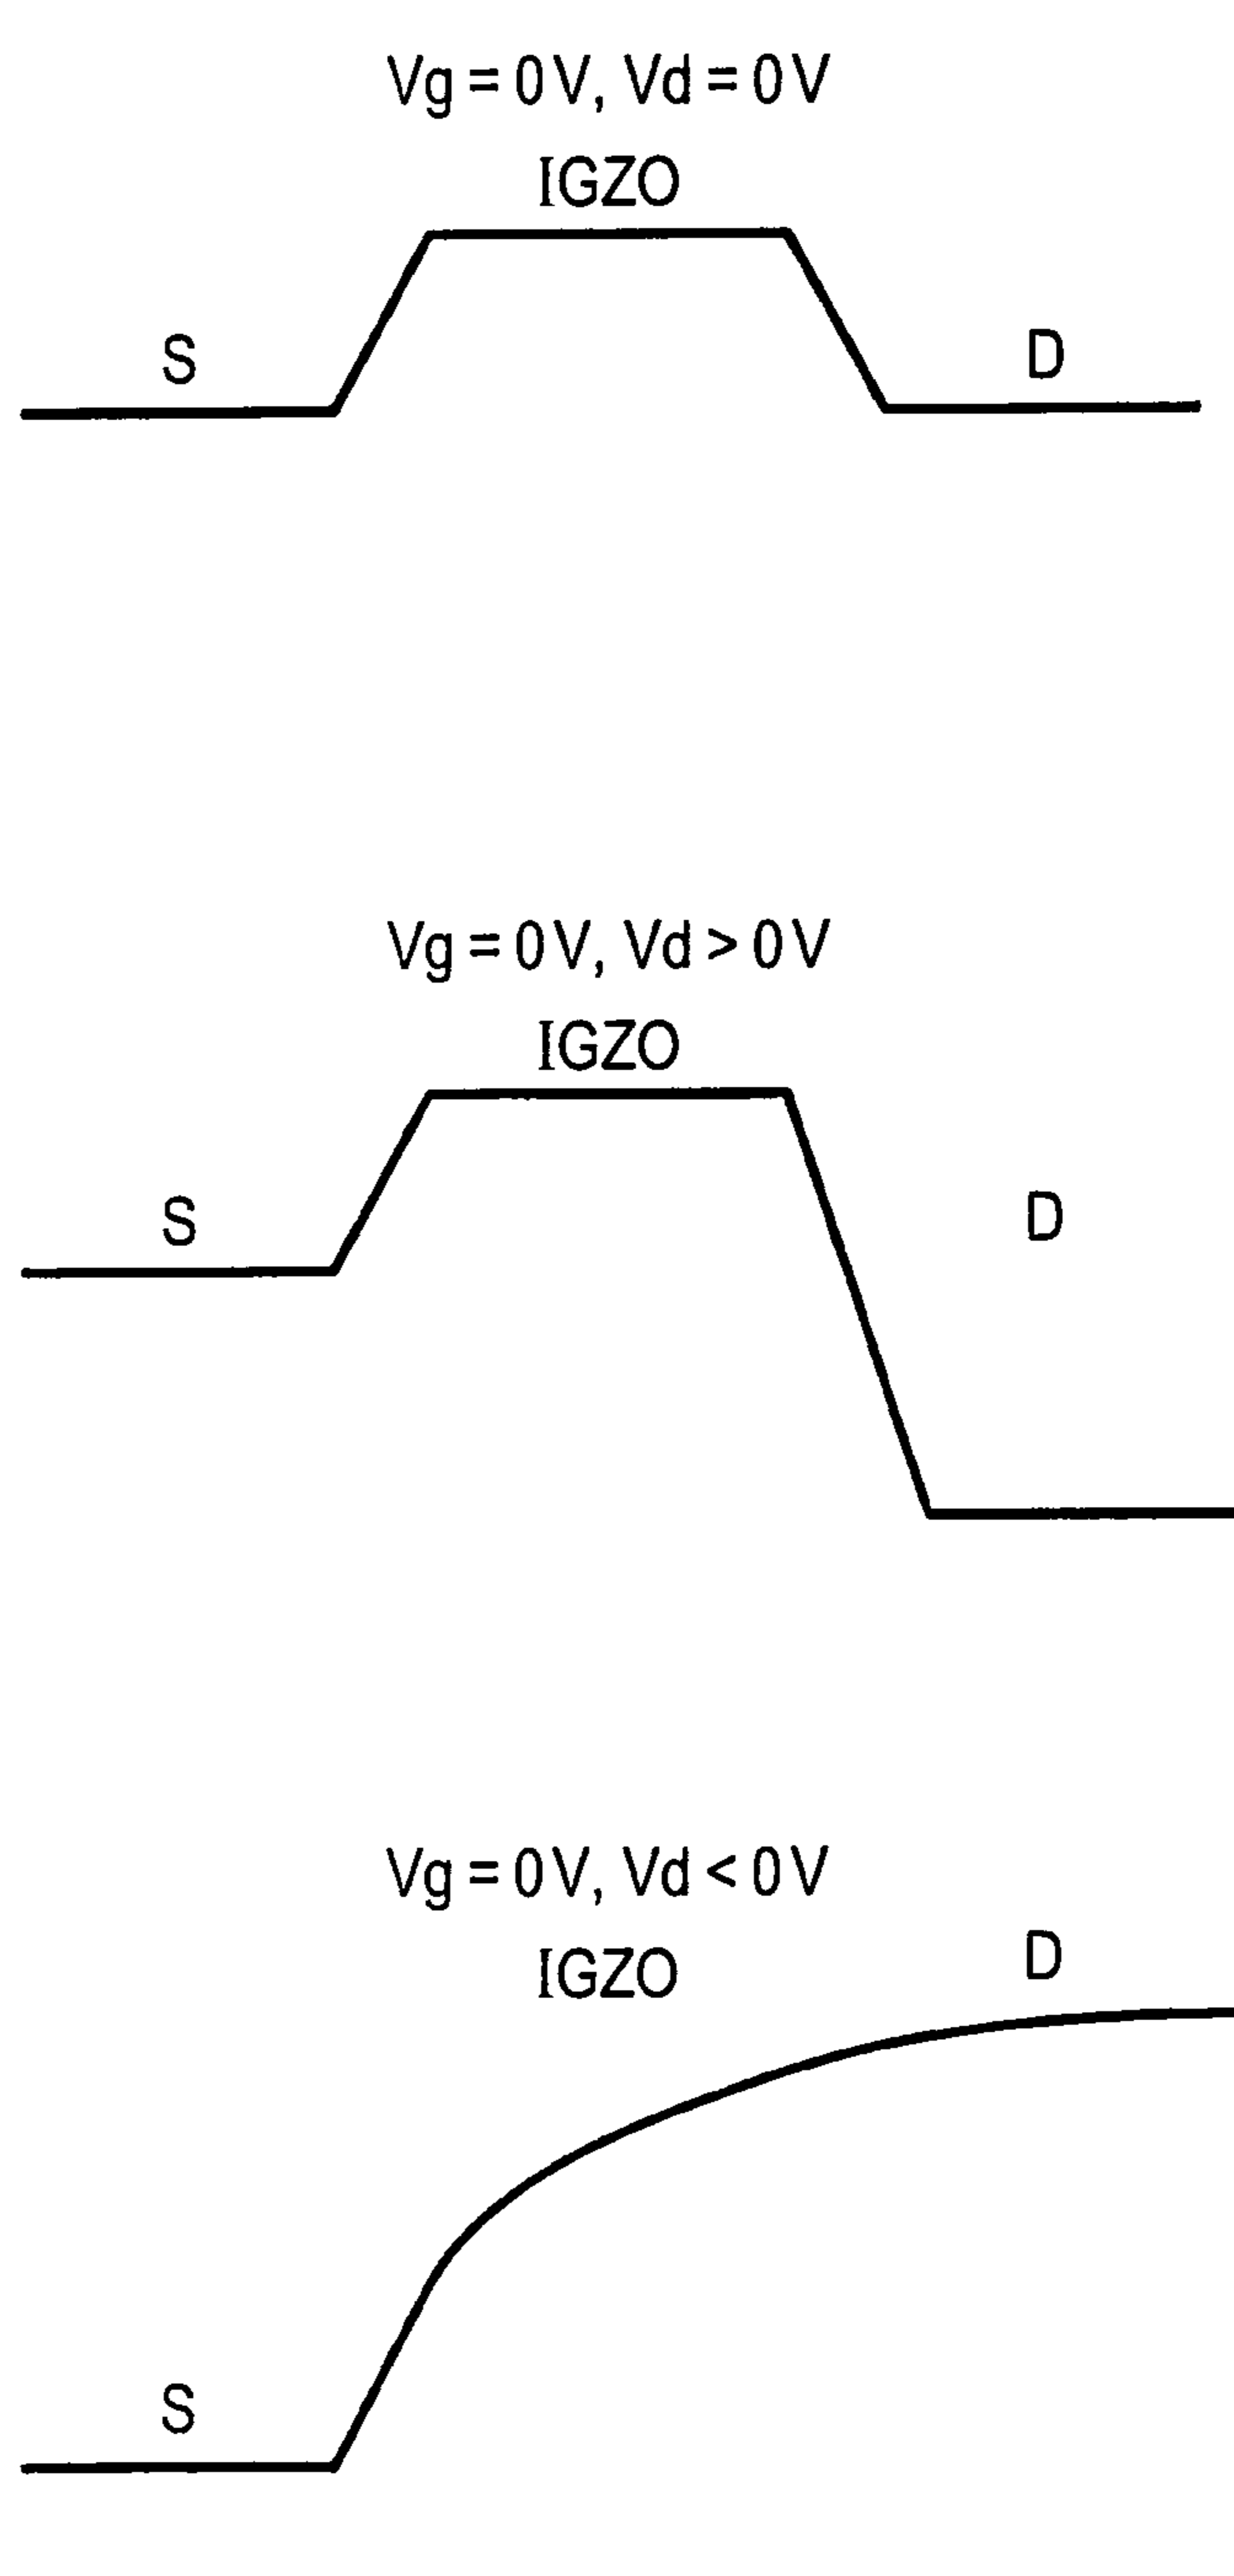 Vg = 0 V, Vd = 0 V
IGZO
S
D
Vg = 0 V, Vd > 0 V
IGZO
S
D
Vg = 0 V, Vd < 0 V
D
IGZO
S